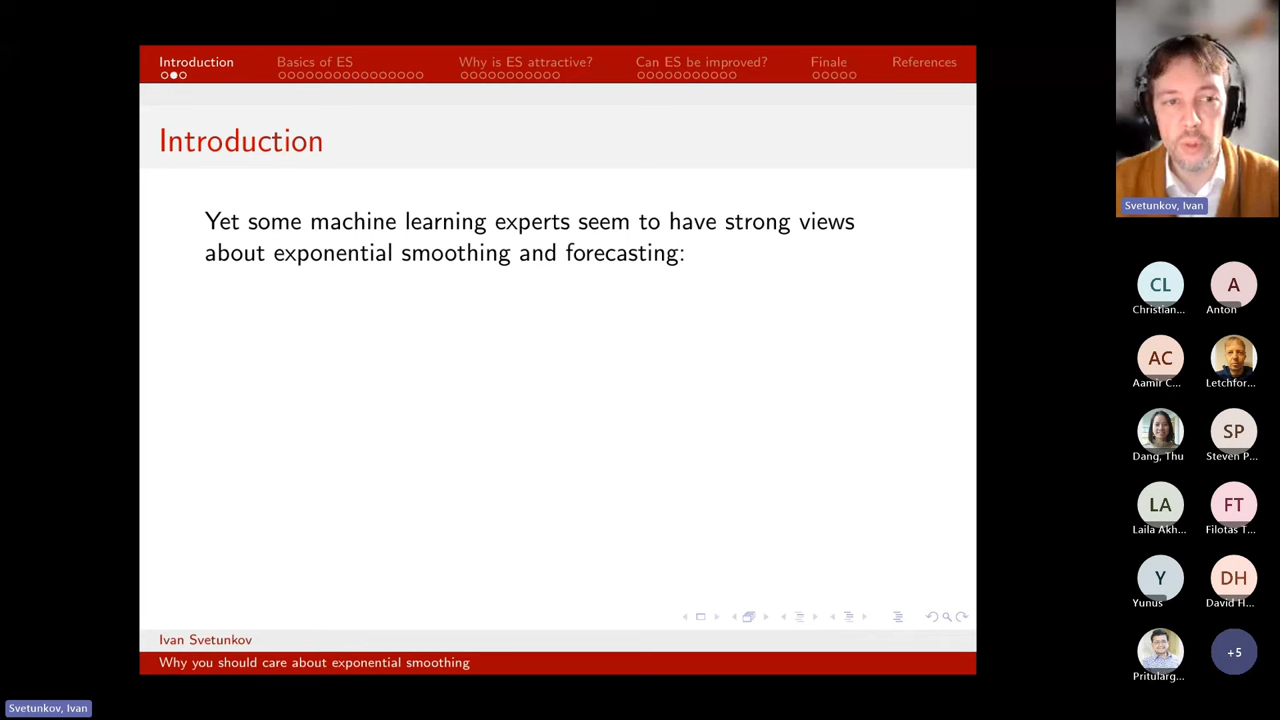 Introduction
Basics of ES
Why is ES attractive?
Can ES be improved?
Finale
References
Introduction
Yet some machine learning experts seem to have strong views
about exponential smoothing and forecasting:
Ivan Svetunkov
Why you should care about exponential smoothing
Svetunkov, Ivan
CL
Christian...
A
Anton
AC
Aamir C...
Letchfor...
Dang, Thu
SP
Steven P...
LA
Laila Akh...
FT
Filotas T...
Y
Yunus
DH
David H...
Pritularg...
+5
Svetunkov, Ivan